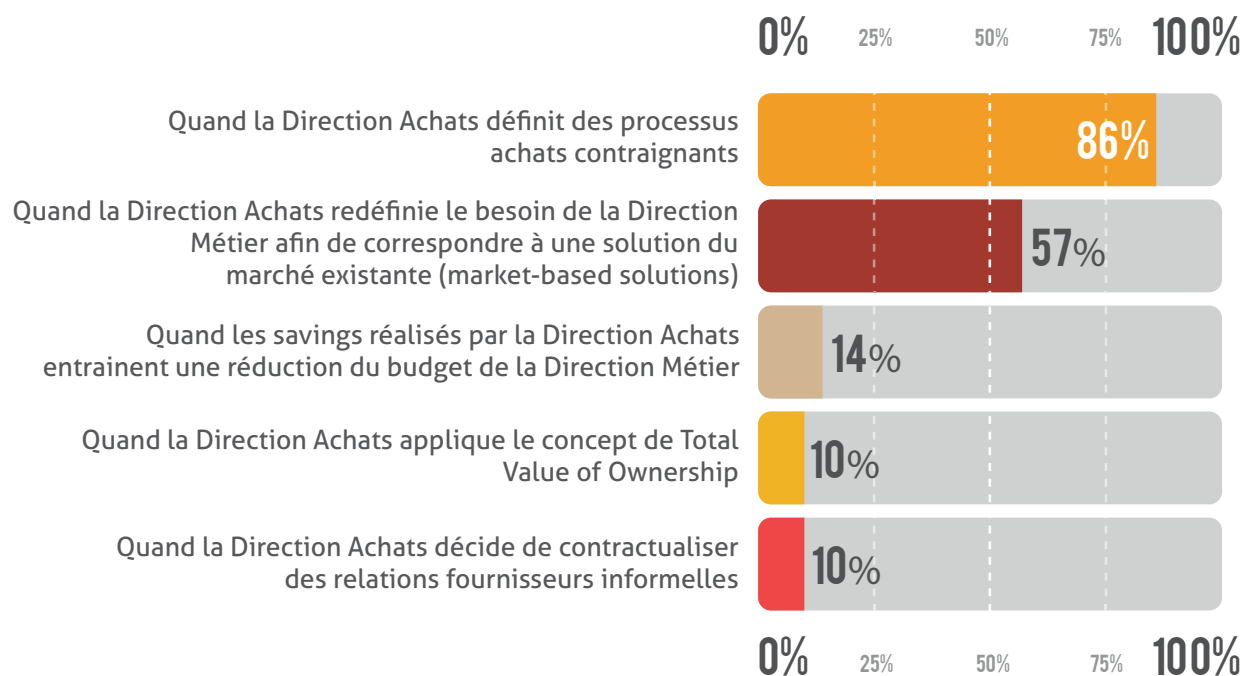 0% 25% 50% 75% 100%
Quand la Direction Achats définit des processus
achats contraignants
86%
Quand la Direction Achats redéfinie le besoin de la Direction
Métier afin de correspondre à une solution du
marché existante (market-based solutions)
57%
Quand les savings réalisés par la Direction Achats
entrainent une réduction du budget de la Direction Métier
14%
Quand la Direction Achats applique le concept de Total
Value of Ownership
10%
Quand la Direction Achats décide de contractualiser
des relations fournisseurs informelles
10%
0% 25% 50% 75% 100%